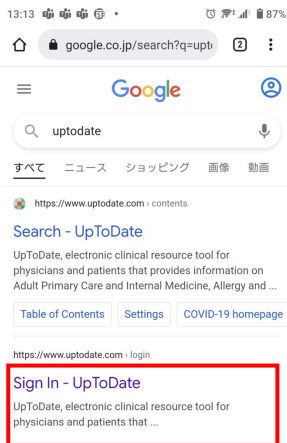 13:13 87%
google.co.jp/search?q=upt 2
Google
uptodate
すべて ニュース ショッピング 画像 動画
https://www.uptodate.com › contents
Search - UpToDate
UpToDate, electronic clinical resource tool for
physicians and patients that provides information on
Adult Primary Care and Internal Medicine, Allergy and ...
Table of Contents Settings COVID-19 homepage
https://www.uptodate.com › login
Sign In - UpToDate
UpToDate, electronic clinical resource tool for
physicians and patients that ...